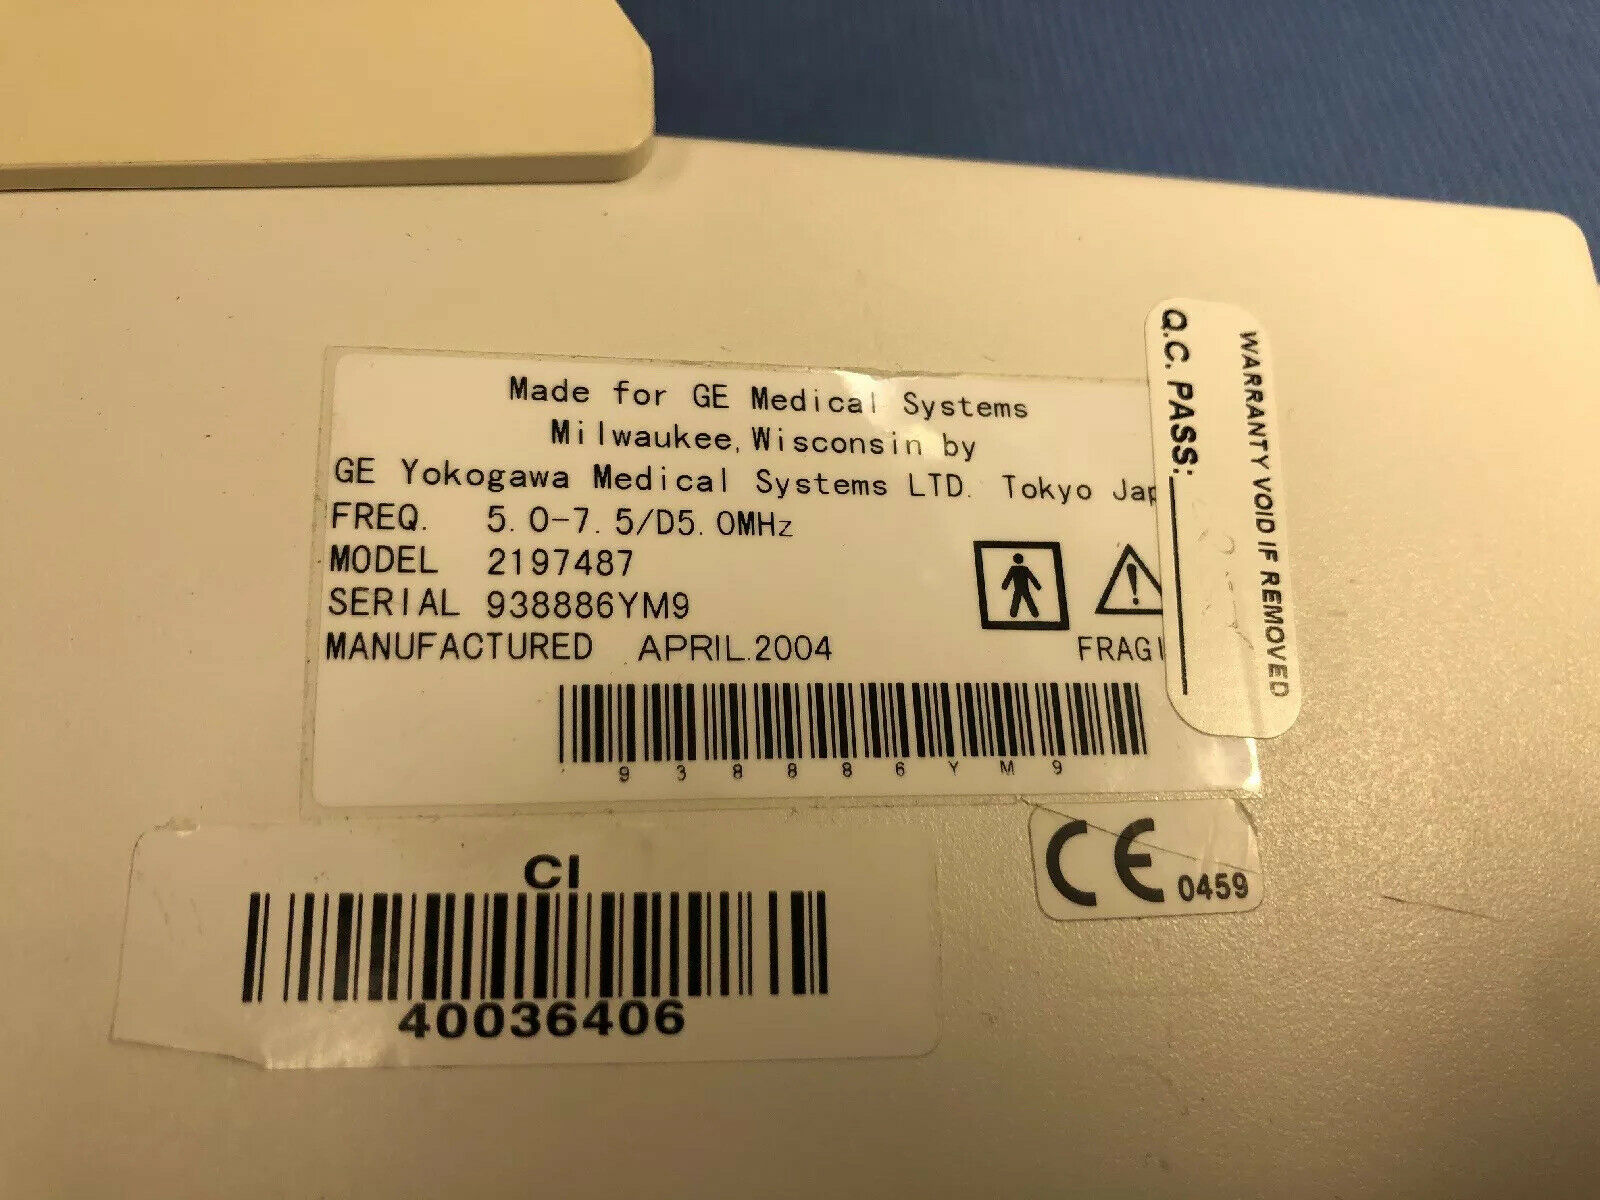 Made for GE Medical Systems
Milwaukee, Wisconsin by
GE Yokogawa Medical Systems LTD. Tokyo Jap
FREQ. 5.0-7.5/D5.0MHz
MODEL 2197487
SERIAL 938886YM9
MANUFACTURED APRIL.2004
FRAGI
938886YM9
Q.C. PASS:
WARRANTY VOID IF REMOVED
CE 0459
CI
40036406